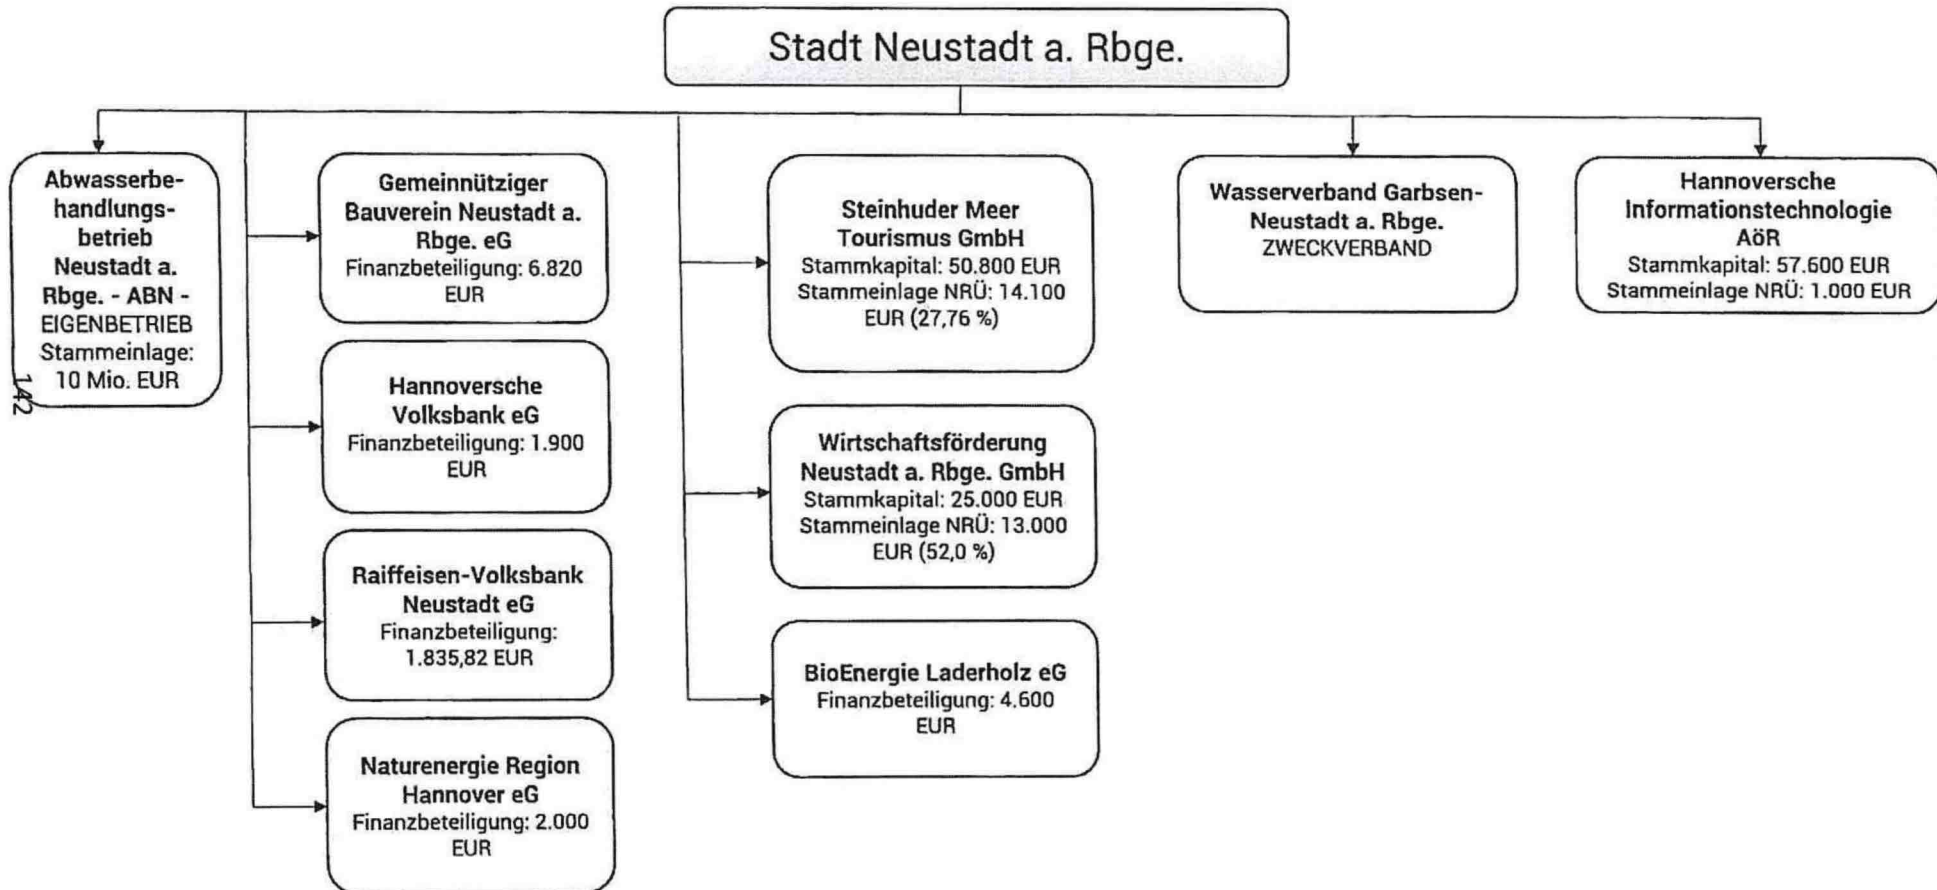 Stadt Neustadt a. Rbge.
Abwasserbe-
handlungs-
betrieb
Neustadt a.
Rbge. - ABN -
EIGENBETRIEB
Stammeinlage:
10 Mio. EUR
142
Gemeinnütziger
Bauverein Neustadt a.
Rbge. eG
Finanzbeteiligung: 6.820
EUR
Hannoversche
Volksbank eG
Finanzbeteiligung: 1.900
EUR
Raiffeisen-Volksbank
Neustadt eG
Finanzbeteiligung:
1.835,82 EUR
Naturenergie Region
Hannover eG
Finanzbeteiligung: 2.000
EUR
Steinhuder Meer
Tourismus GmbH
Stammkapital: 50.800 EUR
Stammeinlage NRÜ: 14.100
EUR (27,76 %)
Wirtschaftsförderung
Neustadt a. Rbge. GmbH
Stammkapital: 25.000 EUR
Stammeinlage NRÜ: 13.000
EUR (52,0 %)
BioEnergie Laderholz eG
Finanzbeteiligung: 4.600
EUR
Wasserverband Garbsen-
Neustadt a. Rbge.
ZWECKVERBAND
Hannoversche
Informationstechnologie
AöR
Stammkapital: 57.600 EUR
Stammeinlage NRÜ: 1.000 EUR